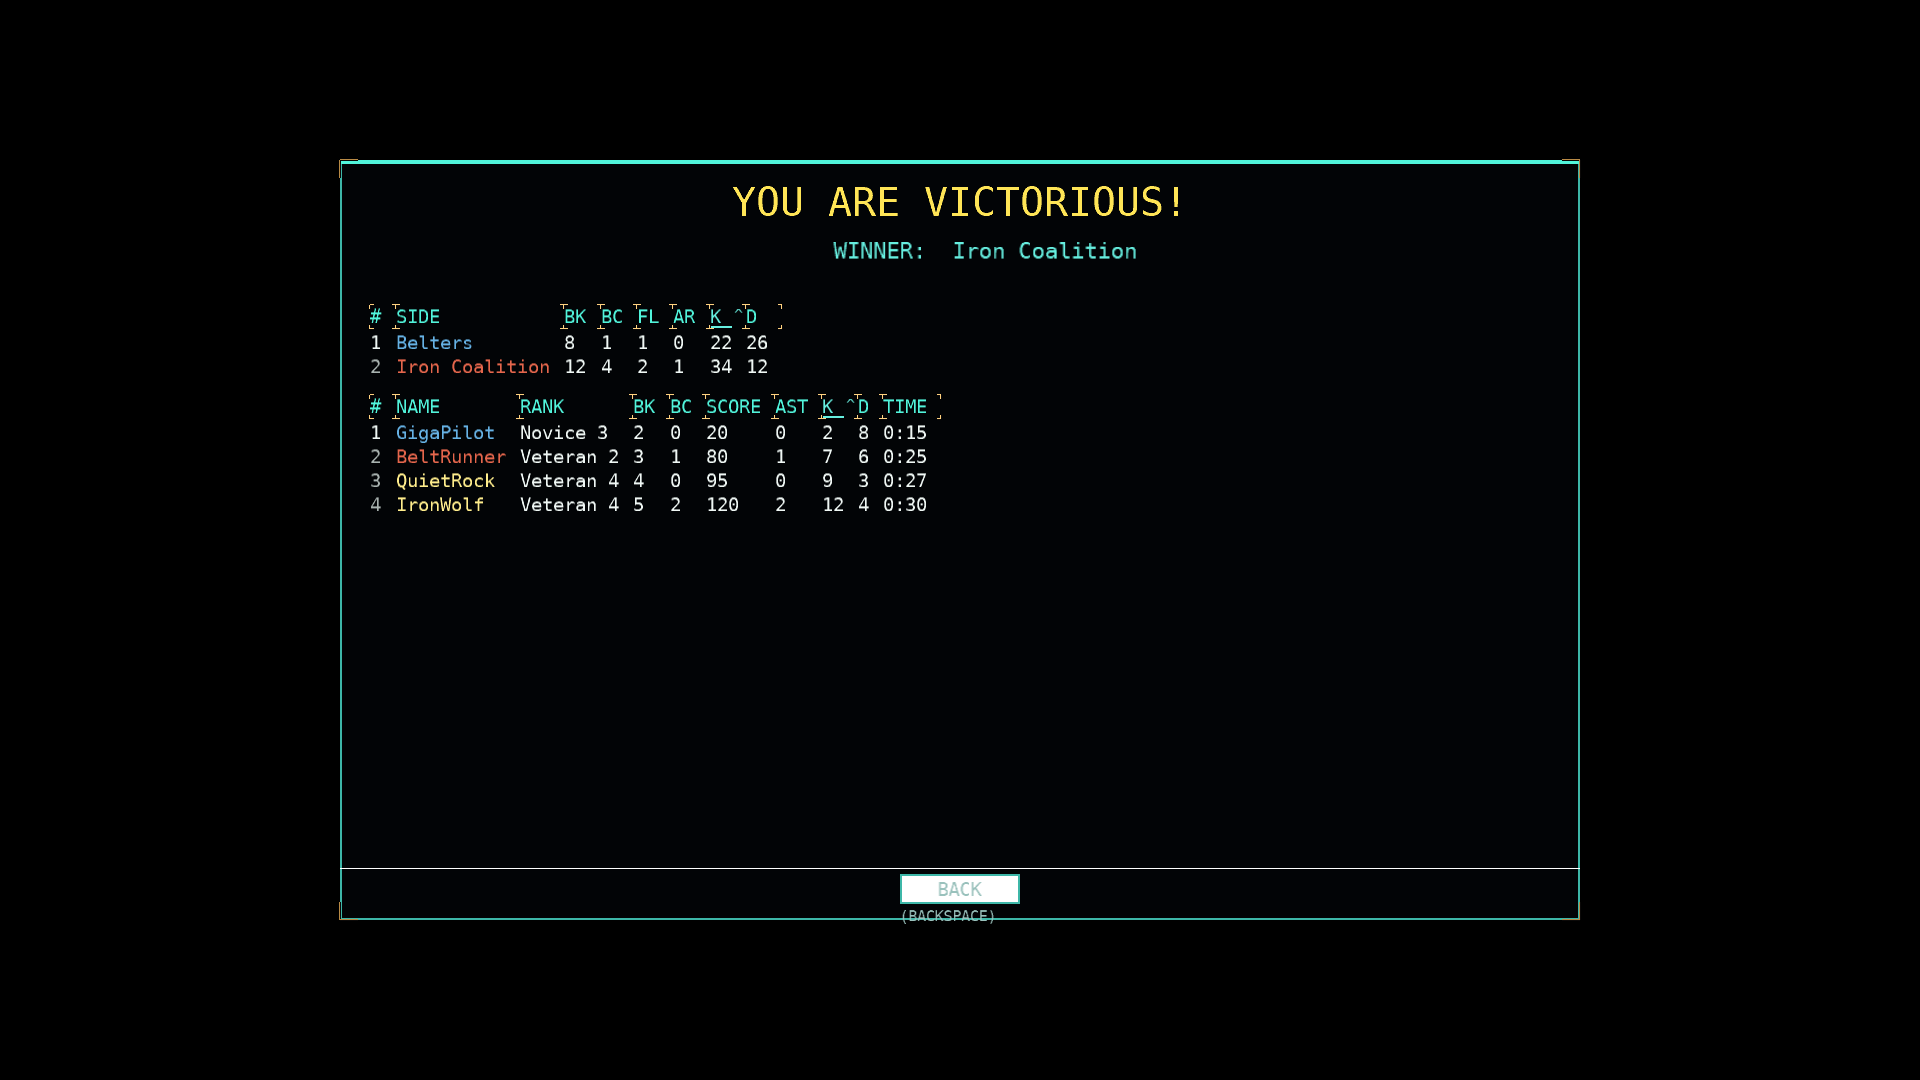 YOU ARE VICTORIOUS!
WINNER: Iron Coalition
# SIDE BK BC FL AR K ^ D
1 Belters 8 1 1 0 22 26
2 Iron Coalition 12 4 2 1 34 12
# NAME RANK BK BC SCORE AST K ^ D TIME
1 GigaPilot Novice 3 2 0 20 0 2 8 0:15
2 BeltRunner Veteran 2 3 1 80 1 7 6 0:25
3 QuietRock Veteran 4 4 0 95 0 9 3 0:27
4 IronWolf Veteran 4 5 2 120 2 12 4 0:30
BACK
(BACKSPACE)